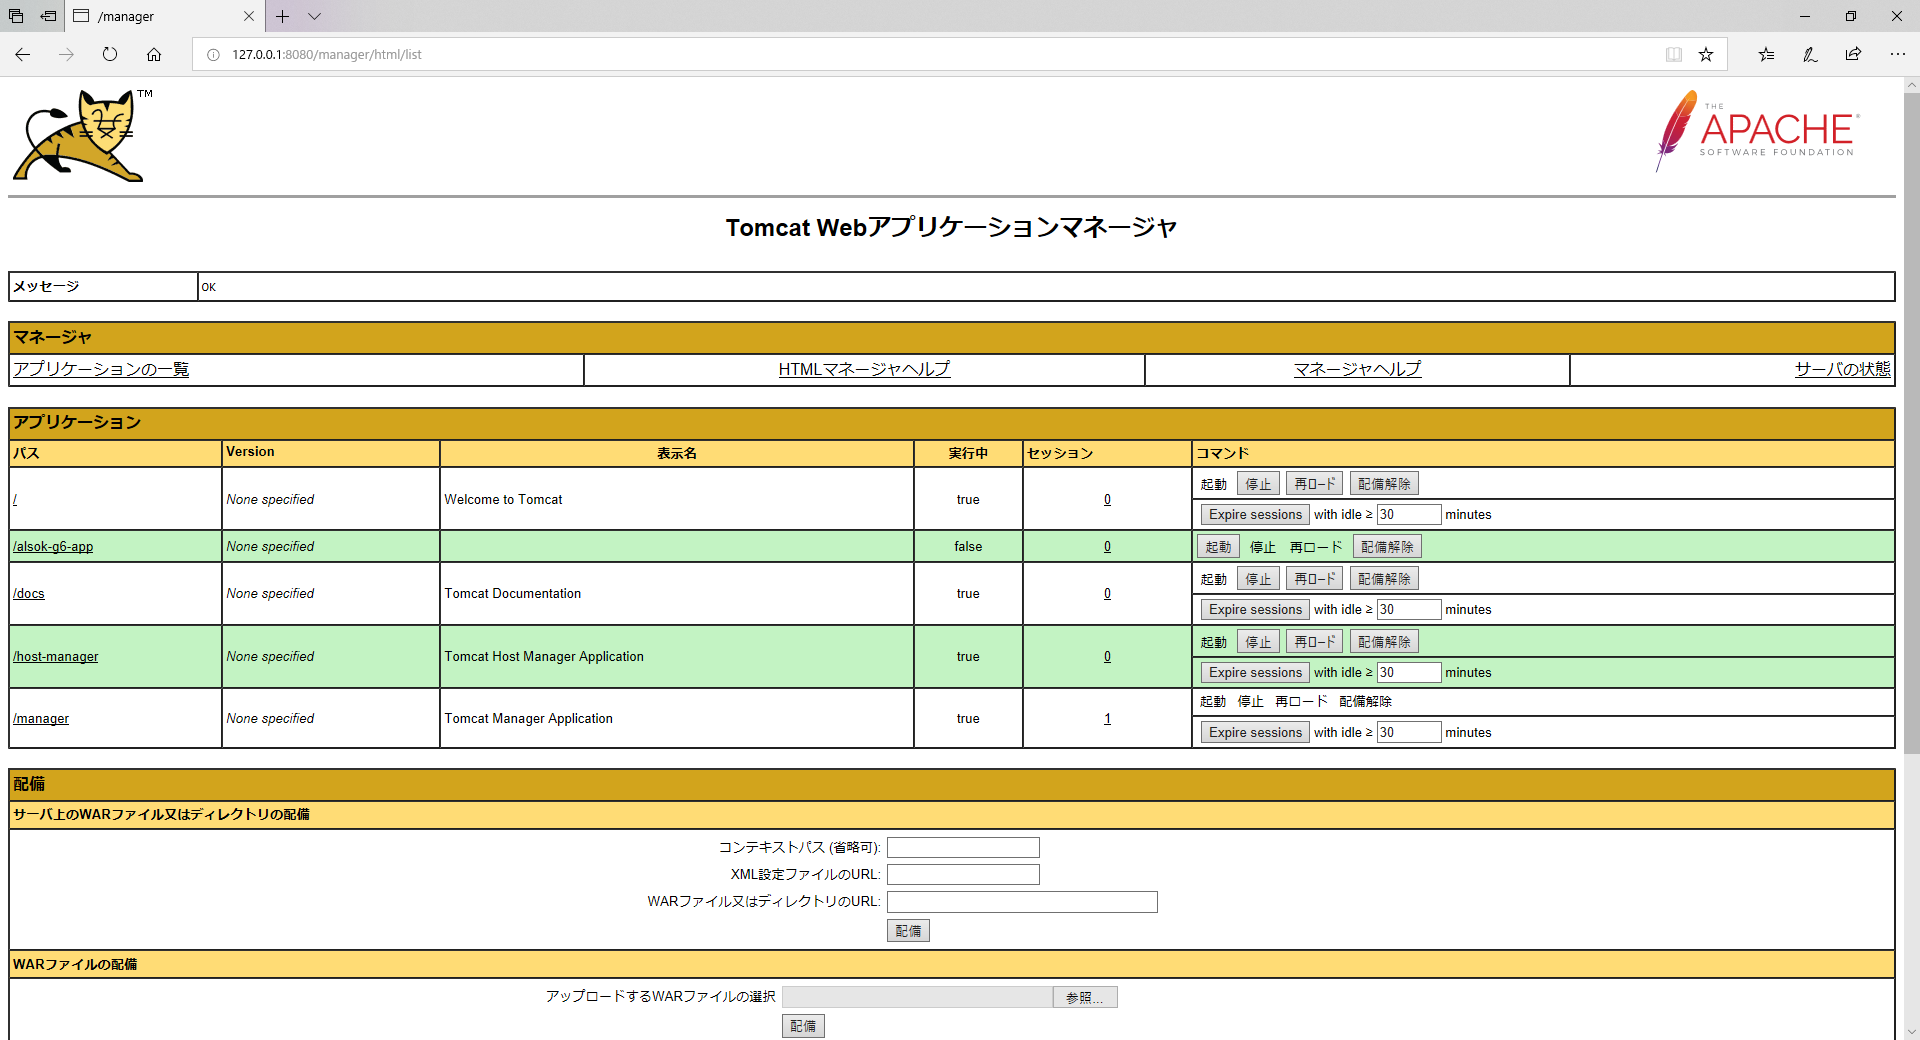 /manager
127.0.0.1:8080/manager/html/list
TM
THE
APACHE
SOFTWARE FOUNDATION
Tomcat Webアプリケーションマネージャ
メッセージ OK
マネージャ
アプリケーションの一覧 HTMLマネージャヘルプ マネージャヘルプ サーバの状態
アプリケーション
パス Version 表示名 実行中 セッション コマンド
/ None specified Welcome to Tomcat true 0 起動 停止 再ロード 配備解除
Expire sessions with idle ≥ 30 minutes
/alsok-g6-app None specified false 0 起動 停止 再ロード 配備解除
/docs None specified Tomcat Documentation true 0 起動 停止 再ロード 配備解除
Expire sessions with idle ≥ 30 minutes
/host-manager None specified Tomcat Host Manager Application true 0 起動 停止 再ロード 配備解除
Expire sessions with idle ≥ 30 minutes
/manager None specified Tomcat Manager Application true 1 起動 停止 再ロード 配備解除
Expire sessions with idle ≥ 30 minutes
配備
サーバ上のWARファイル又はディレクトリの配備
コンテキストパス (省略可):
XML設定ファイルのURL:
WARファイル又はディレクトリのURL:
配備
WARファイルの配備
アップロードするWARファイルの選択 参照...
配備